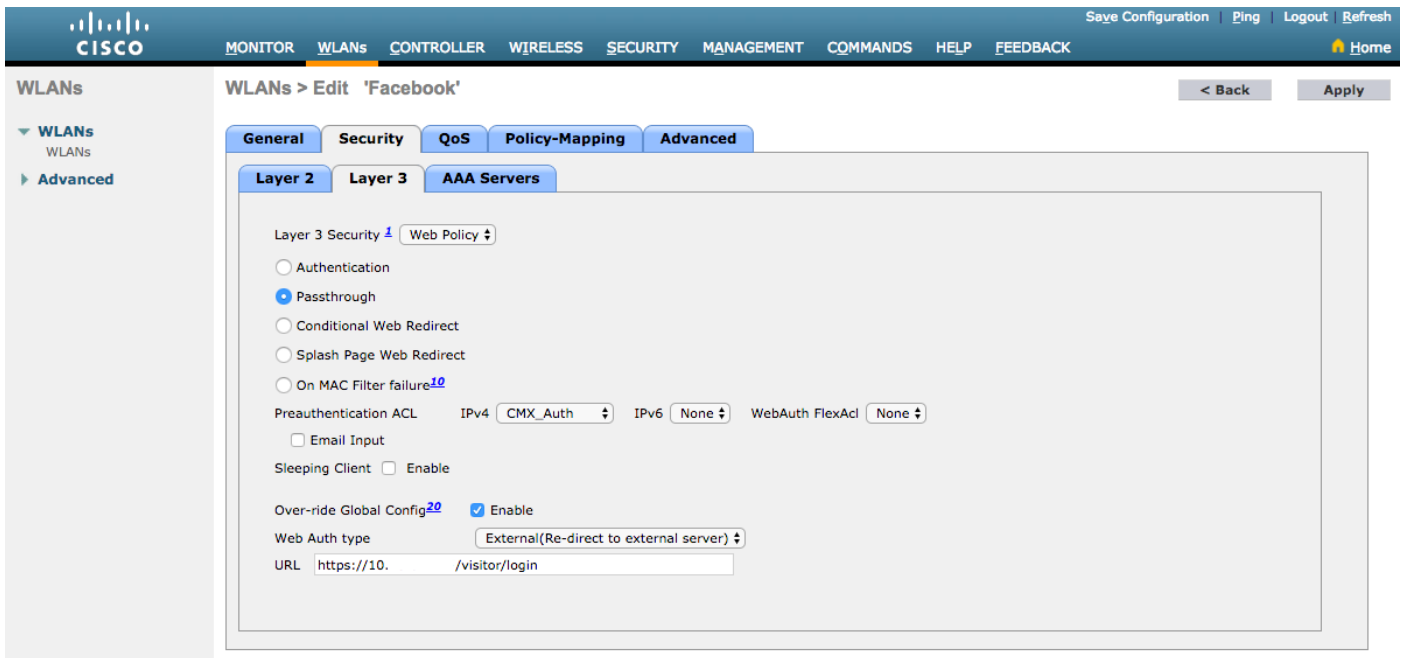 Save Configuration | Ping | Logout | Refresh
CISCO
MONITOR WLANs CONTROLLER WIRELESS SECURITY MANAGEMENT COMMANDS HELP FEEDBACK Home
WLANs
WLANs > Edit 'Facebook'
< Back Apply
WLANs
WLANs
Advanced
General Security QoS Policy-Mapping Advanced
Layer 2 Layer 3 AAA Servers
Layer 3 Security 1 Web Policy
Authentication
Passthrough
Conditional Web Redirect
Splash Page Web Redirect
On MAC Filter failure10
Preauthentication ACL IPv4 CMX_Auth IPv6 None WebAuth FlexAcl None
Email Input
Sleeping Client Enable
Over-ride Global Config20 Enable
Web Auth type External(Re-direct to external server)
URL https://10. /visitor/login